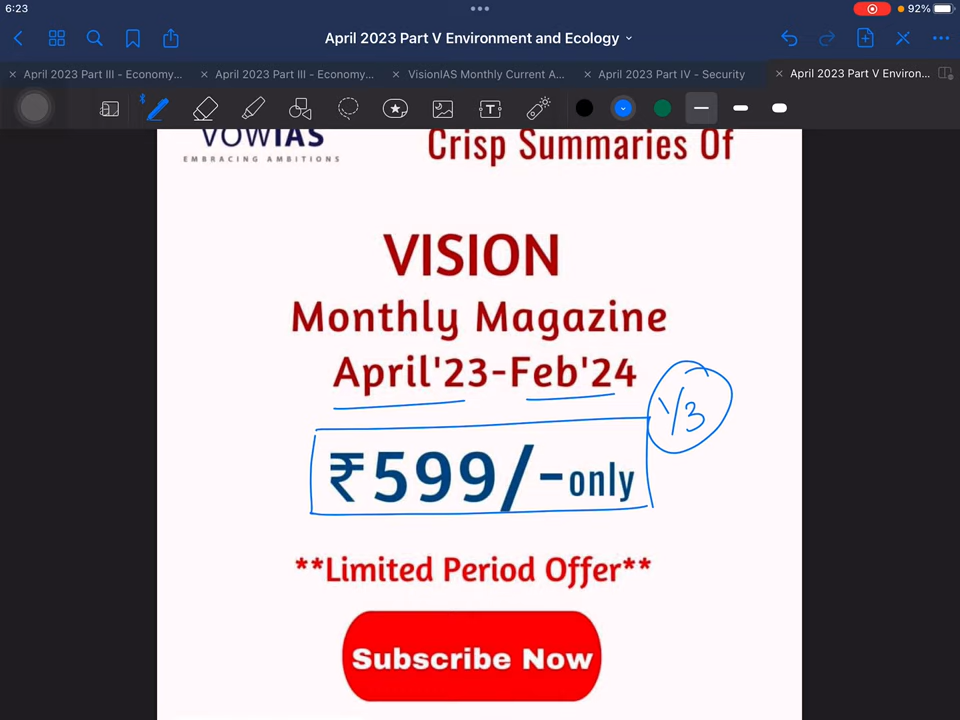 6:23
92%
April 2023 Part V Environment and Ecology
April 2023 Part III - Economy...
April 2023 Part III - Economy...
VisionIAS Monthly Current A...
April 2023 Part IV - Security
April 2023 Part V Environ...
VOWIAS
EMBRACING AMBITIONS
Crisp Summaries Of
VISION
Monthly Magazine
April'23-Feb'24
1/3
₹599/-only
**Limited Period Offer**
Subscribe Now